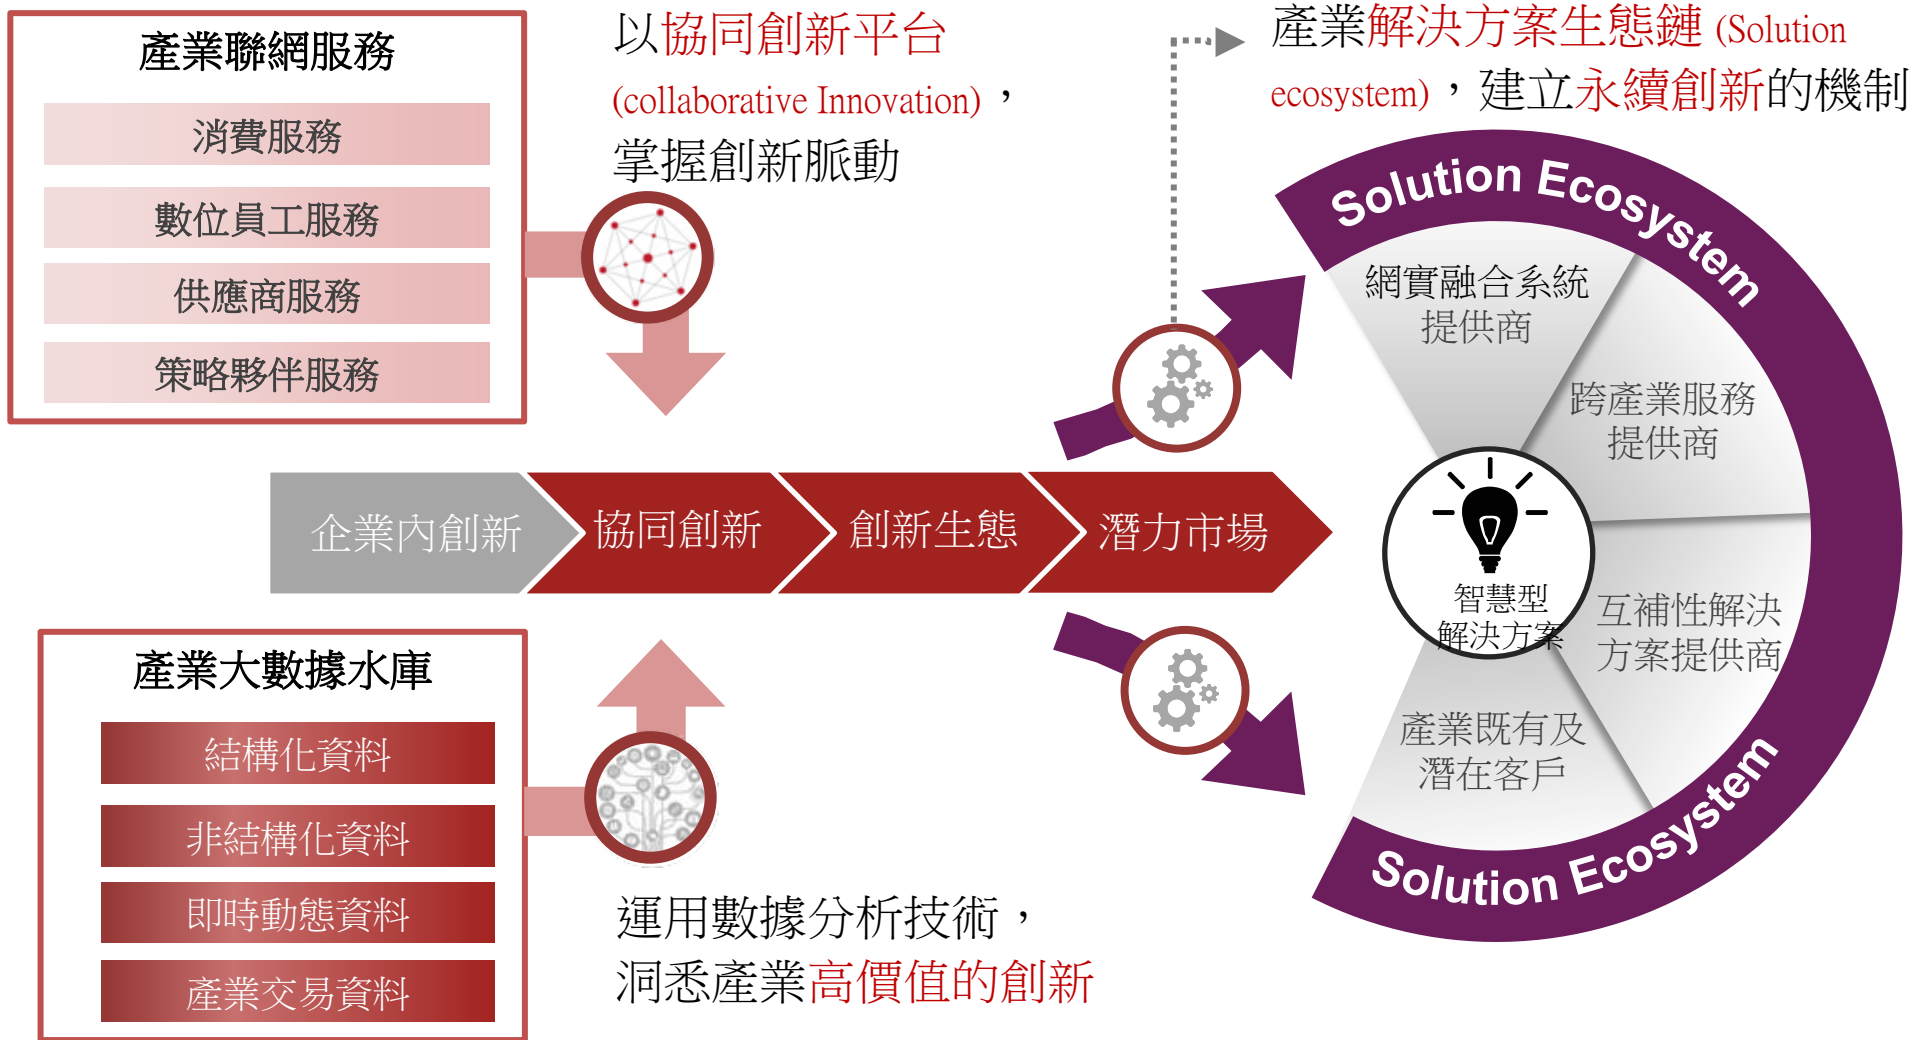 產業聯網服務
消費服務
數位員工服務
供應商服務
策略夥伴服務
以協同創新平台
(collaborative Innovation)，
掌握創新脈動
產業解決方案生態鏈 (Solution
ecosystem)，建立永續創新的機制
企業內創新
協同創新
創新生態
潛力市場
產業大數據水庫
結構化資料
非結構化資料
即時動態資料
產業交易資料
運用數據分析技術，
洞悉產業高價值的創新
Solution Ecosystem
網實融合系統
提供商
跨產業服務
提供商
智慧型
解決方案
互補性解決
方案提供商
產業既有及
潛在客戶
Solution Ecosystem